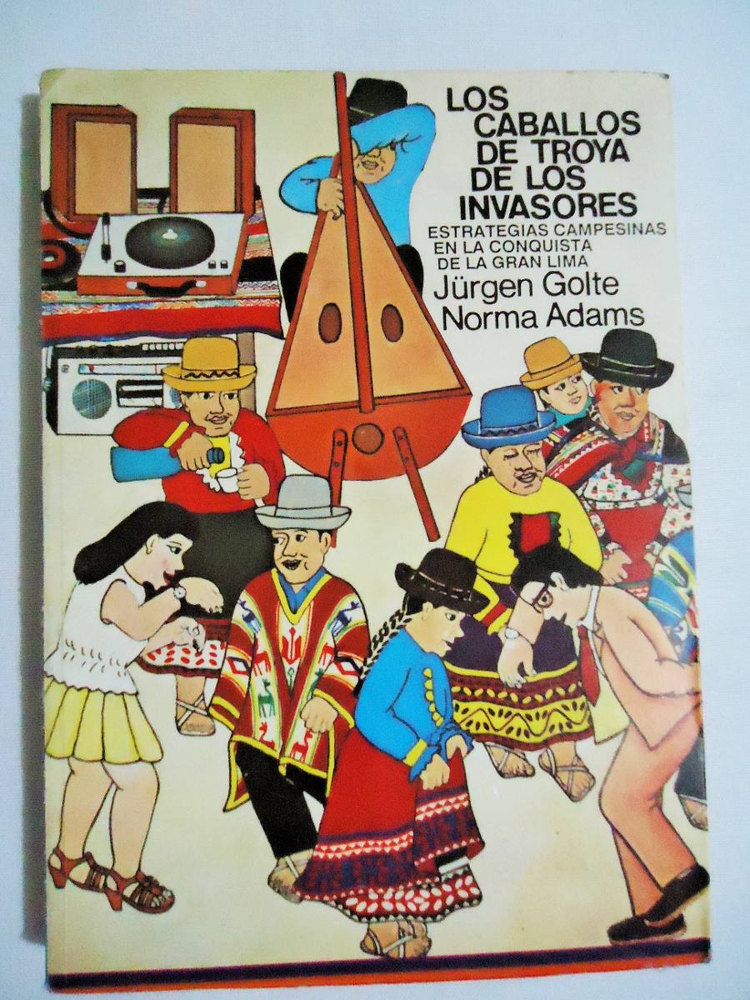 LOS
CABALLOS
DE TROYA
DE LOS
INVASORES
ESTRATEGIAS CAMPESINAS
EN LA CONQUISTA
DE LA GRAN LIMA
Jürgen Golte
Norma Adams